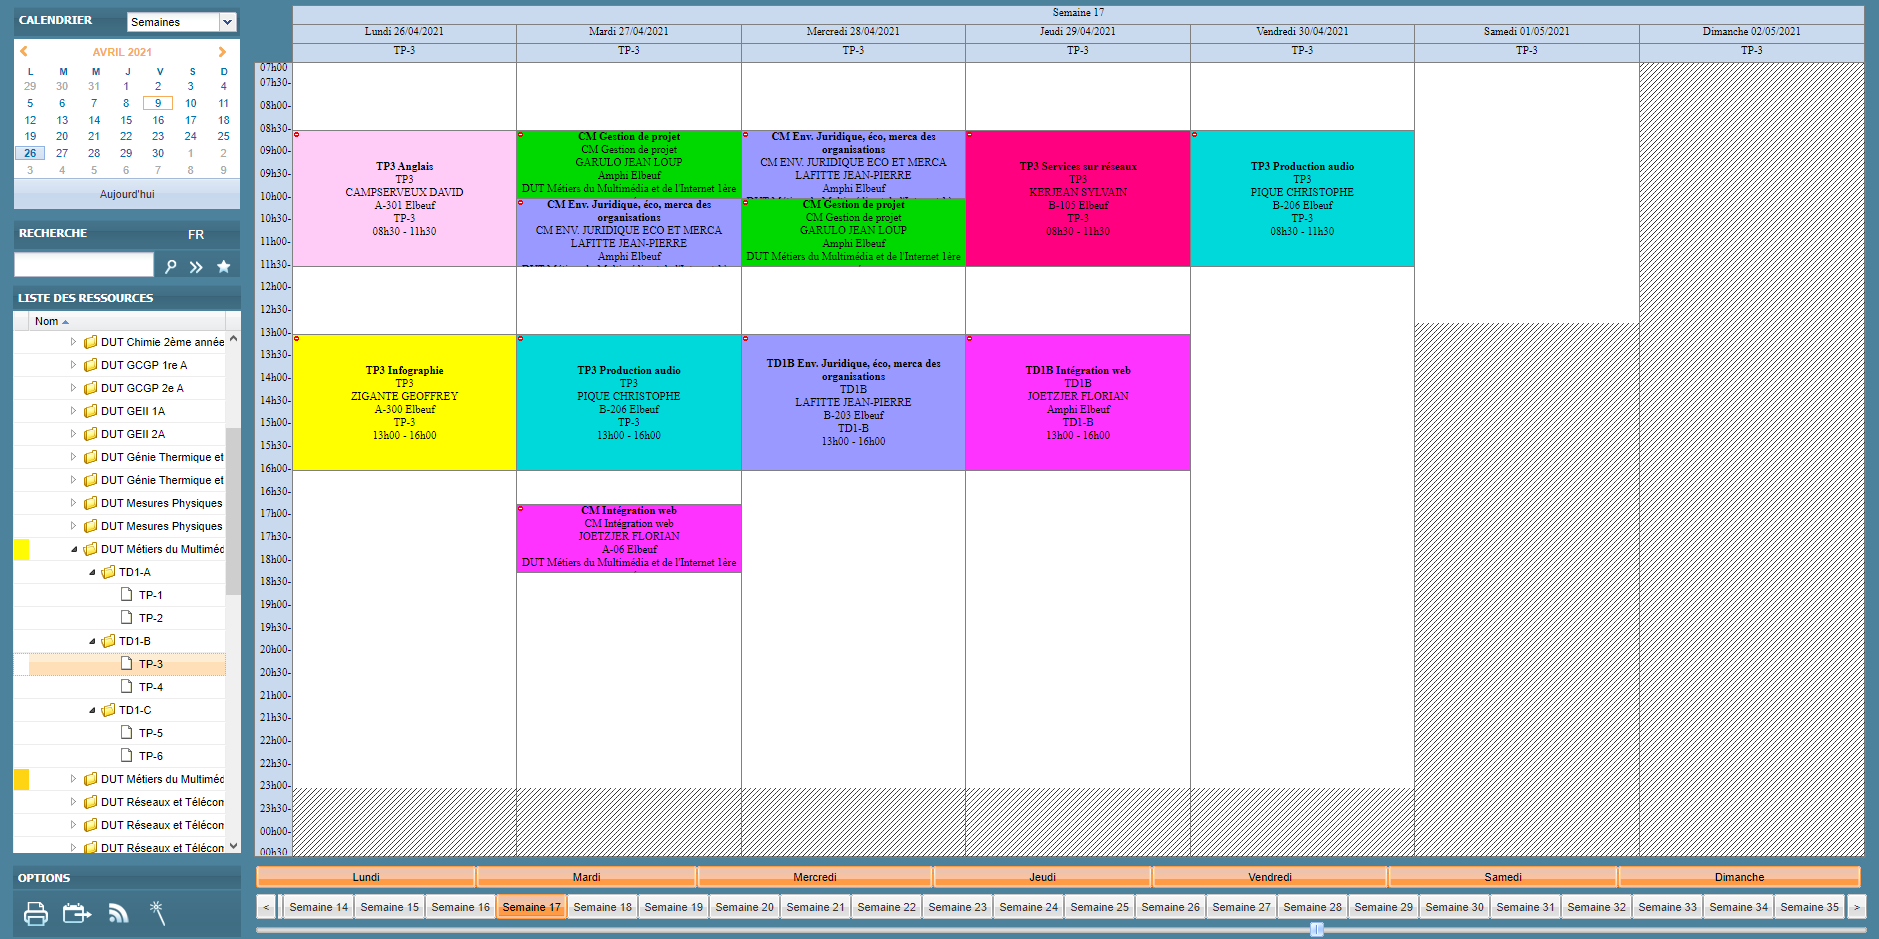 CALENDRIER
Semaines
AVRIL 2021
L M M J V S D
29 30 31 1 2 3 4
5 6 7 8 9 10 11
12 13 14 15 16 17 18
19 20 21 22 23 24 25
26 27 28 29 30 1 2
3 4 5 6 7 8 9
Aujourd'hui
RECHERCHE FR
LISTE DES RESSOURCES
Nom
DUT Chimie 2ème année
DUT GCGP 1re A
DUT GCGP 2e A
DUT GEII 1A
DUT GEII 2A
DUT Génie Thermique et
DUT Génie Thermique et
DUT Mesures Physiques
DUT Mesures Physiques
DUT Métiers du Multiméd
TD1-A
TP-1
TP-2
TD1-B
TP-3
TP-4
TD1-C
TP-5
TP-6
DUT Métiers du Multiméd
DUT Réseaux et Télécom
DUT Réseaux et Télécom
DUT Réseaux et Télécom
OPTIONS
Semaine 17
Lundi 26/04/2021 Mardi 27/04/2021 Mercredi 28/04/2021 Jeudi 29/04/2021 Vendredi 30/04/2021 Samedi 01/05/2021 Dimanche 02/05/2021
TP-3 TP-3 TP-3 TP-3 TP-3 TP-3 TP-3
07h00
07h30-
08h00-
08h30-
09h00-
09h30-
10h00-
10h30-
11h00-
11h30-
12h00-
12h30-
13h00-
13h30-
14h00-
14h30-
15h00-
15h30-
16h00-
16h30-
17h00-
17h30-
18h00-
18h30-
19h00-
19h30-
20h00-
20h30-
21h00-
21h30-
22h00-
22h30-
23h00-
23h30-
00h00-
00h30
TP3 Anglais
TP3
CAMPSERVEUX DAVID
A-301 Elbeuf
TP-3
08h30 - 11h30
TP3 Infographie
TP3
ZIGANTE GEOFFREY
A-300 Elbeuf
TP-3
13h00 - 16h00
CM Gestion de projet
CM Gestion de projet
GARULO JEAN LOUP
Amphi Elbeuf
DUT Métiers du Multimédia et de l'Internet 1ère
CM Env. Juridique, éco, merca des
organisations
CM ENV. JURIDIQUE ECO ET MERCA
LAFITTE JEAN-PIERRE
Amphi Elbeuf
DUT Métiers du Multimédia et de l'Internet 1ère
TP3 Production audio
TP3
PIQUE CHRISTOPHE
B-206 Elbeuf
TP-3
13h00 - 16h00
CM Intégration web
CM Intégration web
JOETZJER FLORIAN
A-06 Elbeuf
DUT Métiers du Multimédia et de l'Internet 1ère
CM Env. Juridique, éco, merca des
organisations
CM ENV. JURIDIQUE ECO ET MERCA
LAFITTE JEAN-PIERRE
Amphi Elbeuf
DUT Métiers du Multimédia et de l'Internet 1ère
CM Gestion de projet
CM Gestion de projet
GARULO JEAN LOUP
Amphi Elbeuf
DUT Métiers du Multimédia et de l'Internet 1ère
TD1B Env. Juridique, éco, merca des
organisations
TD1B
LAFITTE JEAN-PIERRE
B-203 Elbeuf
TD1-B
13h00 - 16h00
TP3 Services sur réseaux
TP3
KERJEAN SYLVAIN
B-105 Elbeuf
TP-3
08h30 - 11h30
TD1B Intégration web
TD1B
JOETZJER FLORIAN
Amphi Elbeuf
TD1-B
13h00 - 16h00
TP3 Production audio
TP3
PIQUE CHRISTOPHE
B-206 Elbeuf
TP-3
08h30 - 11h30
Lundi Mardi Mercredi Jeudi Vendredi Samedi Dimanche
< Semaine 14 Semaine 15 Semaine 16 Semaine 17 Semaine 18 Semaine 19 Semaine 20 Semaine 21 Semaine 22 Semaine 23 Semaine 24 Semaine 25 Semaine 26 Semaine 27 Semaine 28 Semaine 29 Semaine 30 Semaine 31 Semaine 32 Semaine 33 Semaine 34 Semaine 35 >